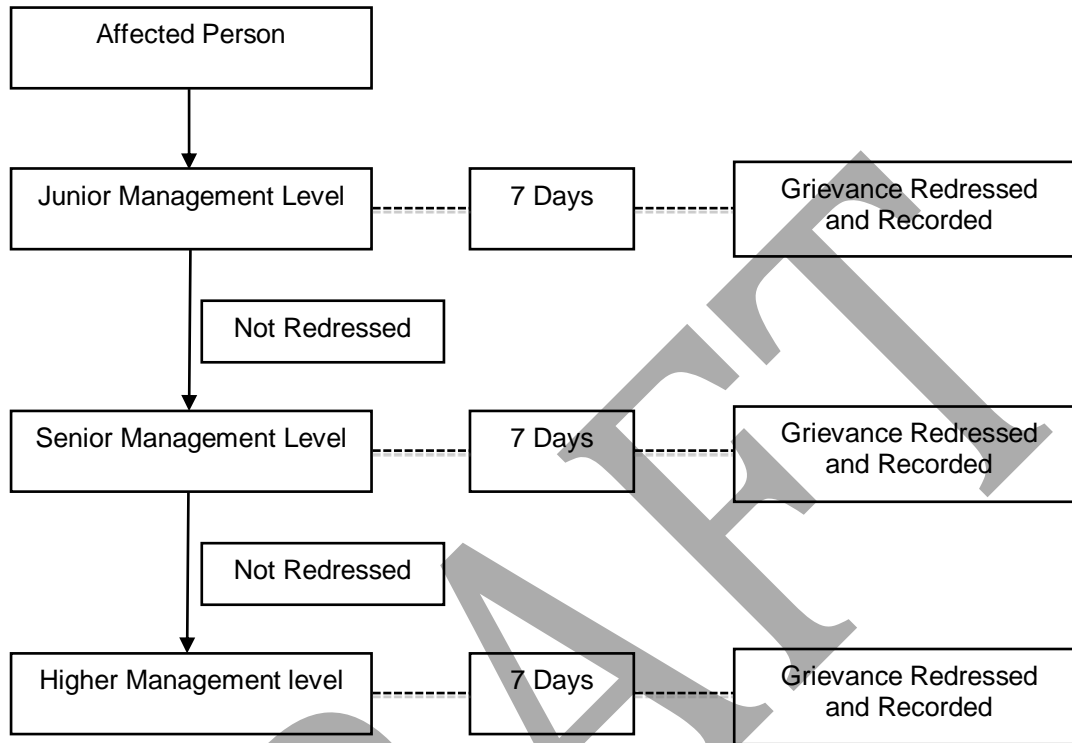 Affected Person
Junior Management Level
7 Days
Grievance Redressed
and Recorded
Not Redressed
Senior Management Level
7 Days
Grievance Redressed
and Recorded
Not Redressed
Higher Management level
7 Days
Grievance Redressed
and Recorded
DRAFT